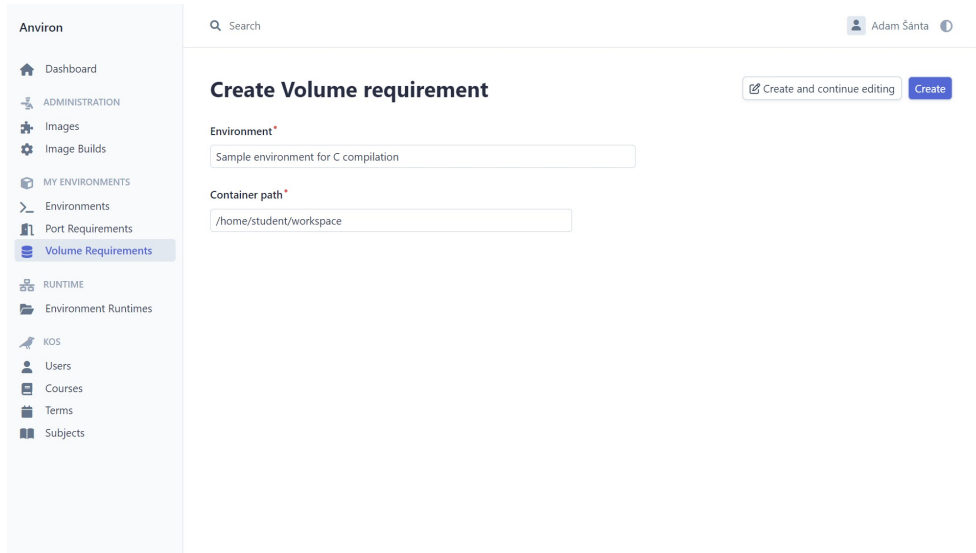 Anviron
Search
Adam Šánta
Dashboard
ADMINISTRATION
Images
Image Builds
MY ENVIRONMENTS
Environments
Port Requirements
Volume Requirements
RUNTIME
Environment Runtimes
KOS
Users
Courses
Terms
Subjects
Create Volume requirement
Create and continue editing
Create
Environment*
Sample environment for C compilation
Container path*
/home/student/workspace